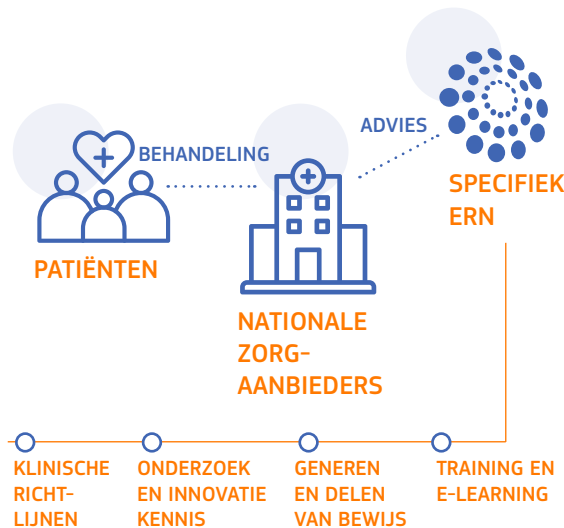 BEHANDELING
ADVIES
PATIËNTEN
NATIONALE
ZORG-
AANBIEDERS
SPECIFIEK
ERN
KLINISCHE
RICHT-
LIJNEN
ONDERZOEK
EN INNOVATIE
KENNIS
GENEREN
EN DELEN
VAN BEWIJS
TRAINING EN
E-LEARNING